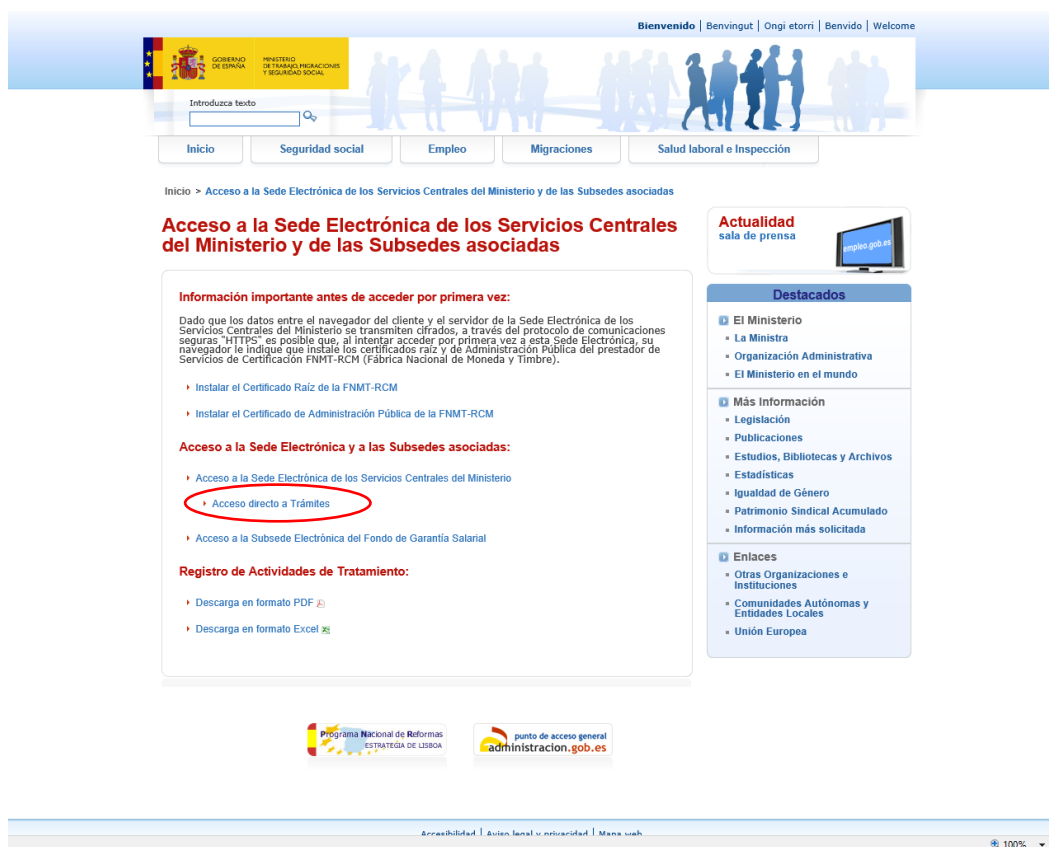 Bienvenido | Benvingut | Ongi etorri | Benvido | Welcome
GOBIERNO
DE ESPAÑA
MINISTERIO
DE TRABAJO, MIGRACIONES
Y SEGURIDAD SOCIAL
Introduzca texto
Inicio
Seguridad social
Empleo
Migraciones
Salud laboral e Inspección
Inicio > Acceso a la Sede Electrónica de los Servicios Centrales del Ministerio y de las Subsedes asociadas
Acceso a la Sede Electrónica de los Servicios Centrales
del Ministerio y de las Subsedes asociadas
Información importante antes de acceder por primera vez:
Dado que los datos entre el navegador del cliente y el servidor de la Sede Electrónica de los
Servicios Centrales del Ministerio se transmiten cifrados, a través del protocolo de comunicaciones
seguras "HTTPS" es posible que, al intentar acceder por primera vez a esta Sede Electrónica, su
navegador le indique que instale los certificados raíz y de Administración Pública del prestador de
Servicios de Certificación FNMT-RCM (Fábrica Nacional de Moneda y Timbre).
Instalar el Certificado Raíz de la FNMT-RCM
Instalar el Certificado de Administración Pública de la FNMT-RCM
Acceso a la Sede Electrónica y a las Subsedes asociadas:
Acceso a la Sede Electrónica de los Servicios Centrales del Ministerio
Acceso directo a Trámites
Acceso a la Subsede Electrónica del Fondo de Garantía Salarial
Registro de Actividades de Tratamiento:
Descarga en formato PDF
Descarga en formato Excel
Actualidad
sala de prensa
empleo.gob.es
Destacados
El Ministerio
La Ministra
Organización Administrativa
El Ministerio en el mundo
Más Información
Legislación
Publicaciones
Estudios, Bibliotecas y Archivos
Estadísticas
Igualdad de Género
Patrimonio Sindical Acumulado
Información más solicitada
Enlaces
Otras Organizaciones e
Instituciones
Comunidades Autónomas y
Entidades Locales
Unión Europea
Programa Nacional de Reformas
ESTRATEGIA DE LISBOA
punto de acceso general
administracion.gob.es
Accesibilidad | Aviso legal y privacidad | Mapa web
100%